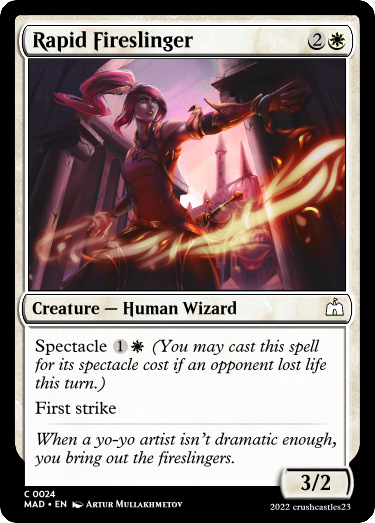 Rapid Fireslinger 2
Creature — Human Wizard
Spectacle 1 (You may cast this spell
for its spectacle cost if an opponent lost life
this turn.)
First strike
When a yo-yo artist isn't dramatic enough,
you bring out the fireslingers.
3/2
C 0024
MAD • EN Artur Mullakhmetov
2022 crushcastles23